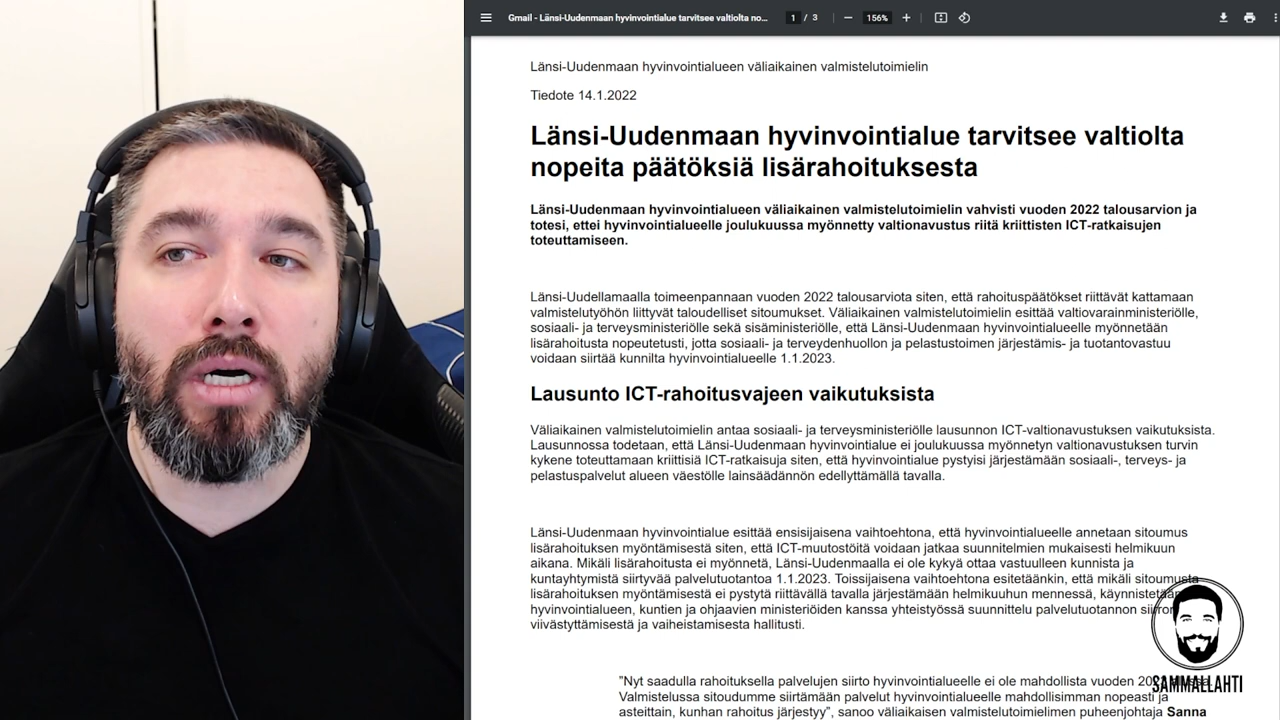 Gmail - Länsi-Uudenmaan hyvinvointialue tarvitsee valtiolta no...
1 / 3
156%
Länsi-Uudenmaan hyvinvointialueen väliaikainen valmistelutoimielin
Tiedote 14.1.2022
Länsi-Uudenmaan hyvinvointialue tarvitsee valtiolta
nopeita päätöksiä lisärahoituksesta
Länsi-Uudenmaan hyvinvointialueen väliaikainen valmistelutoimielin vahvisti vuoden 2022 talousarvion ja
totesi, ettei hyvinvointialueelle joulukuussa myönnetty valtionavustus riitä kriittisten ICT-ratkaisujen
toteuttamiseen.
Länsi-Uudellamaalla toimeenpannaan vuoden 2022 talousarviota siten, että rahoituspäätökset riittävät kattamaan
valmistelutyöhön liittyvät taloudelliset sitoumukset. Väliaikainen valmistelutoimielin esittää valtiovarainministeriölle,
sosiaali- ja terveysministeriölle sekä sisäministeriölle, että Länsi-Uudenmaan hyvinvointialueelle myönnetään
lisärahoitusta nopeutetusti, jotta sosiaali- ja terveydenhuollon ja pelastustoimen järjestämis- ja tuotantovastuu
voidaan siirtää kunnilta hyvinvointialueelle 1.1.2023.
Lausunto ICT-rahoitusvajeen vaikutuksista
Väliaikainen valmistelutoimielin antaa sosiaali- ja terveysministeriölle lausunnon ICT-valtionavustuksen vaikutuksista.
Lausunnossa todetaan, että Länsi-Uudenmaan hyvinvointialue ei joulukuussa myönnetyn valtionavustuksen turvin
kykene toteuttamaan kriittisiä ICT-ratkaisuja siten, että hyvinvointialue pystyisi järjestämään sosiaali-, terveys- ja
pelastuspalvelut alueen väestölle lainsäädännön edellyttämällä tavalla.
Länsi-Uudenmaan hyvinvointialue esittää ensisijaisena vaihtoehtona, että hyvinvointialueelle annetaan sitoumus
lisärahoituksen myöntämisestä siten, että ICT-muutostöitä voidaan jatkaa suunnitelmien mukaisesti helmikuun
aikana. Mikäli lisärahoitusta ei myönnetä, Länsi-Uudenmaalla ei ole kykyä ottaa vastuulleen kunnista ja
kuntayhtymistä siirtyvää palvelutuotantoa 1.1.2023. Toissijaisena vaihtoehtona esitetäänkin, että mikäli sitoumusta
lisärahoituksen myöntämisestä ei pystytä riittävällä tavalla järjestämään helmikuuhun mennessä, käynnistetään
hyvinvointialueen, kuntien ja ohjaavien ministeriöiden kanssa yhteistyössä suunnittelu palvelutuotannon siirron
viivästyttämisestä ja vaiheistamisesta hallitusti.
”Nyt saadulla rahoituksella palvelujen siirto hyvinvointialueelle ei ole mahdollista vuoden
Valmistelussa sitoudumme siirtämään palvelut hyvinvointialueelle mahdollisimman nopeasti ja
asteittain, kunhan rahoitus järjestyy”, sanoo väliaikaisen valmistelutoimielimen puheenjohtaja Sanna
SAMMALLAHTI